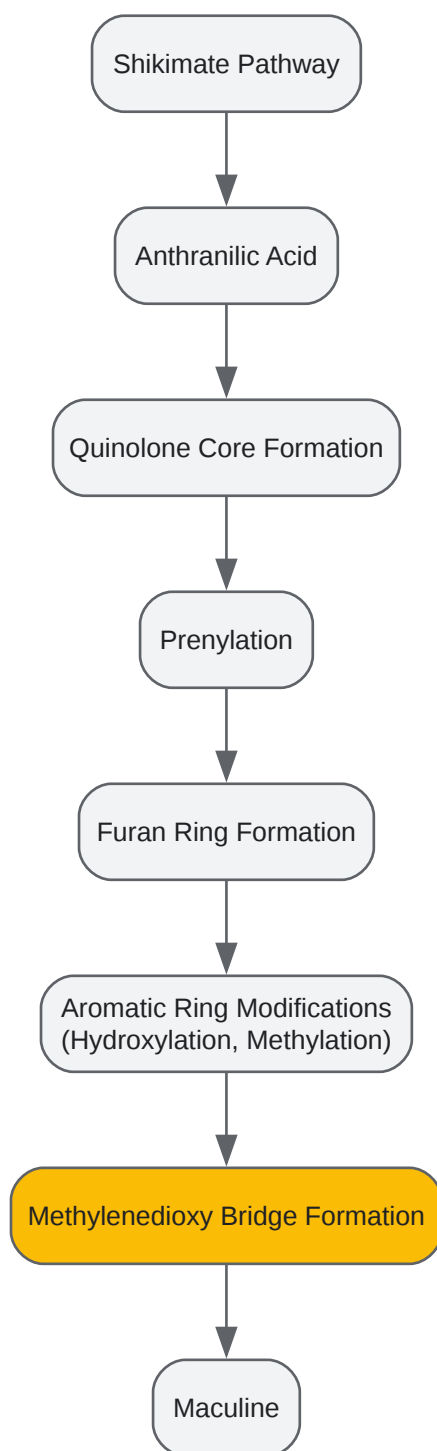 Shikimate Pathway
Anthranilic Acid
Quinolone Core Formation
Prenylation
Furan Ring Formation
Aromatic Ring Modifications
(Hydroxylation, Methylation)
Methylenedioxy Bridge Formation
Maculine